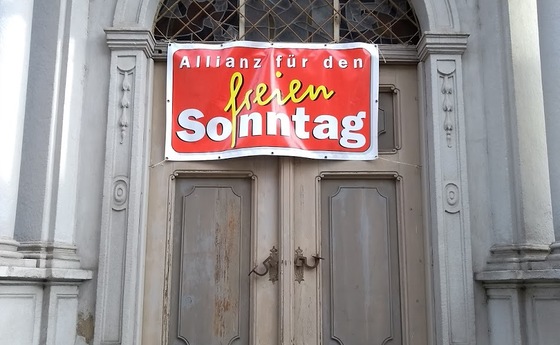 Allianz für den
freien
Sonntag